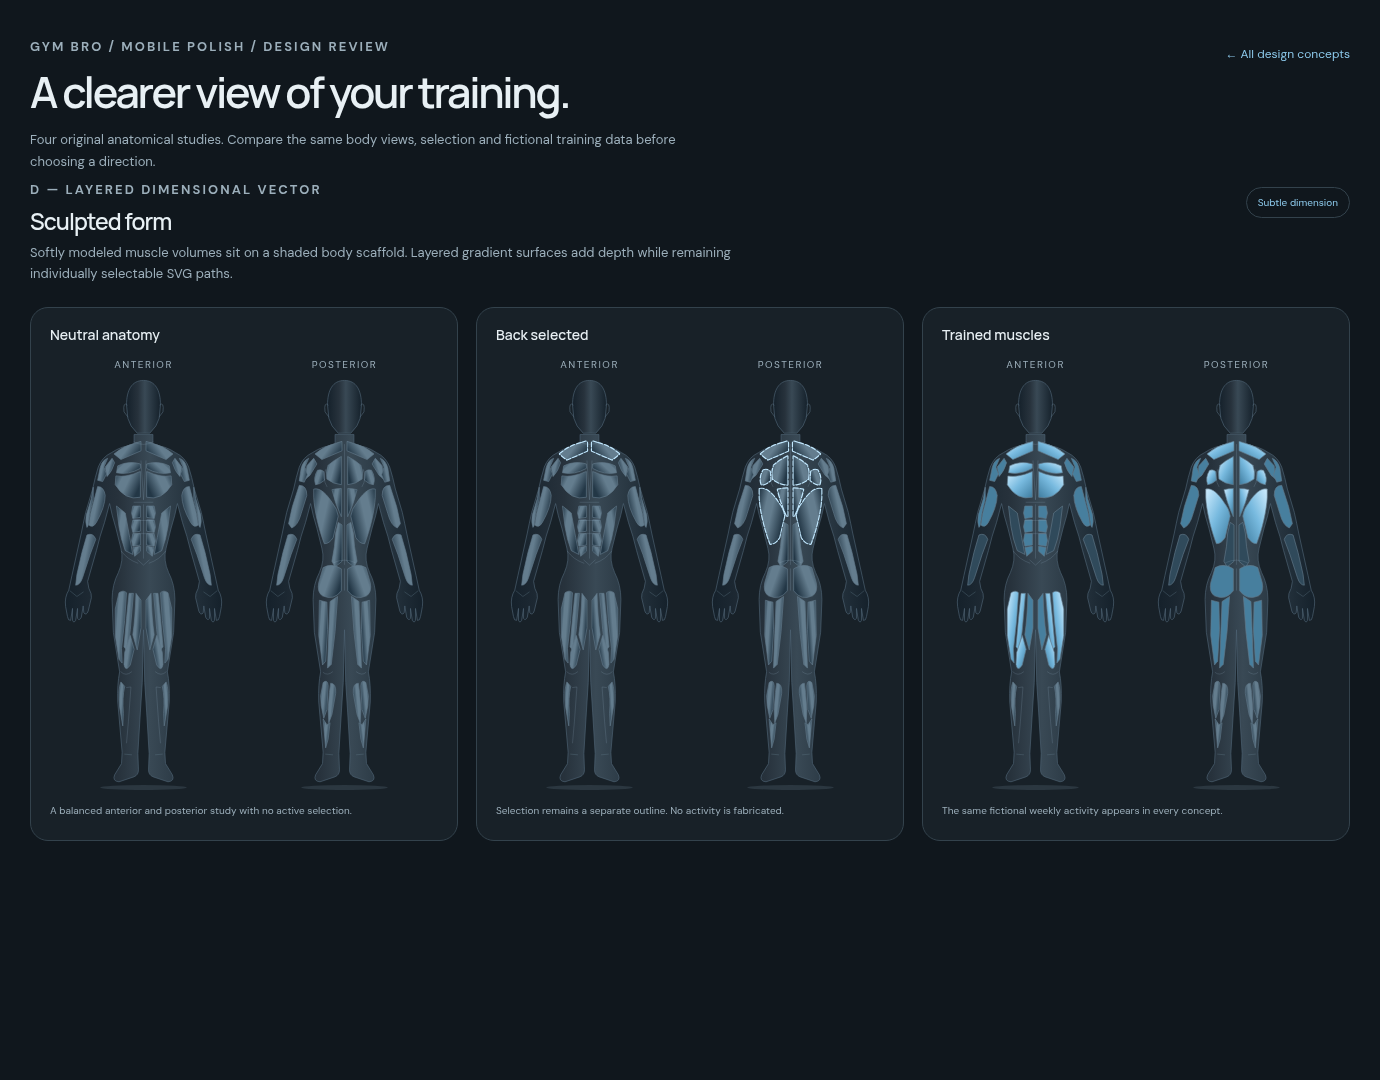 GYM BRO / MOBILE POLISH / DESIGN REVIEW
← All design concepts
A clearer view of your training.
Four original anatomical studies. Compare the same body views, selection and fictional training data before
choosing a direction.
D — LAYERED DIMENSIONAL VECTOR
Subtle dimension
Sculpted form
Softly modeled muscle volumes sit on a shaded body scaffold. Layered gradient surfaces add depth while remaining
individually selectable SVG paths.
Neutral anatomy
ANTERIOR
POSTERIOR
A balanced anterior and posterior study with no active selection.
Back selected
ANTERIOR
POSTERIOR
Selection remains a separate outline. No activity is fabricated.
Trained muscles
ANTERIOR
POSTERIOR
The same fictional weekly activity appears in every concept.